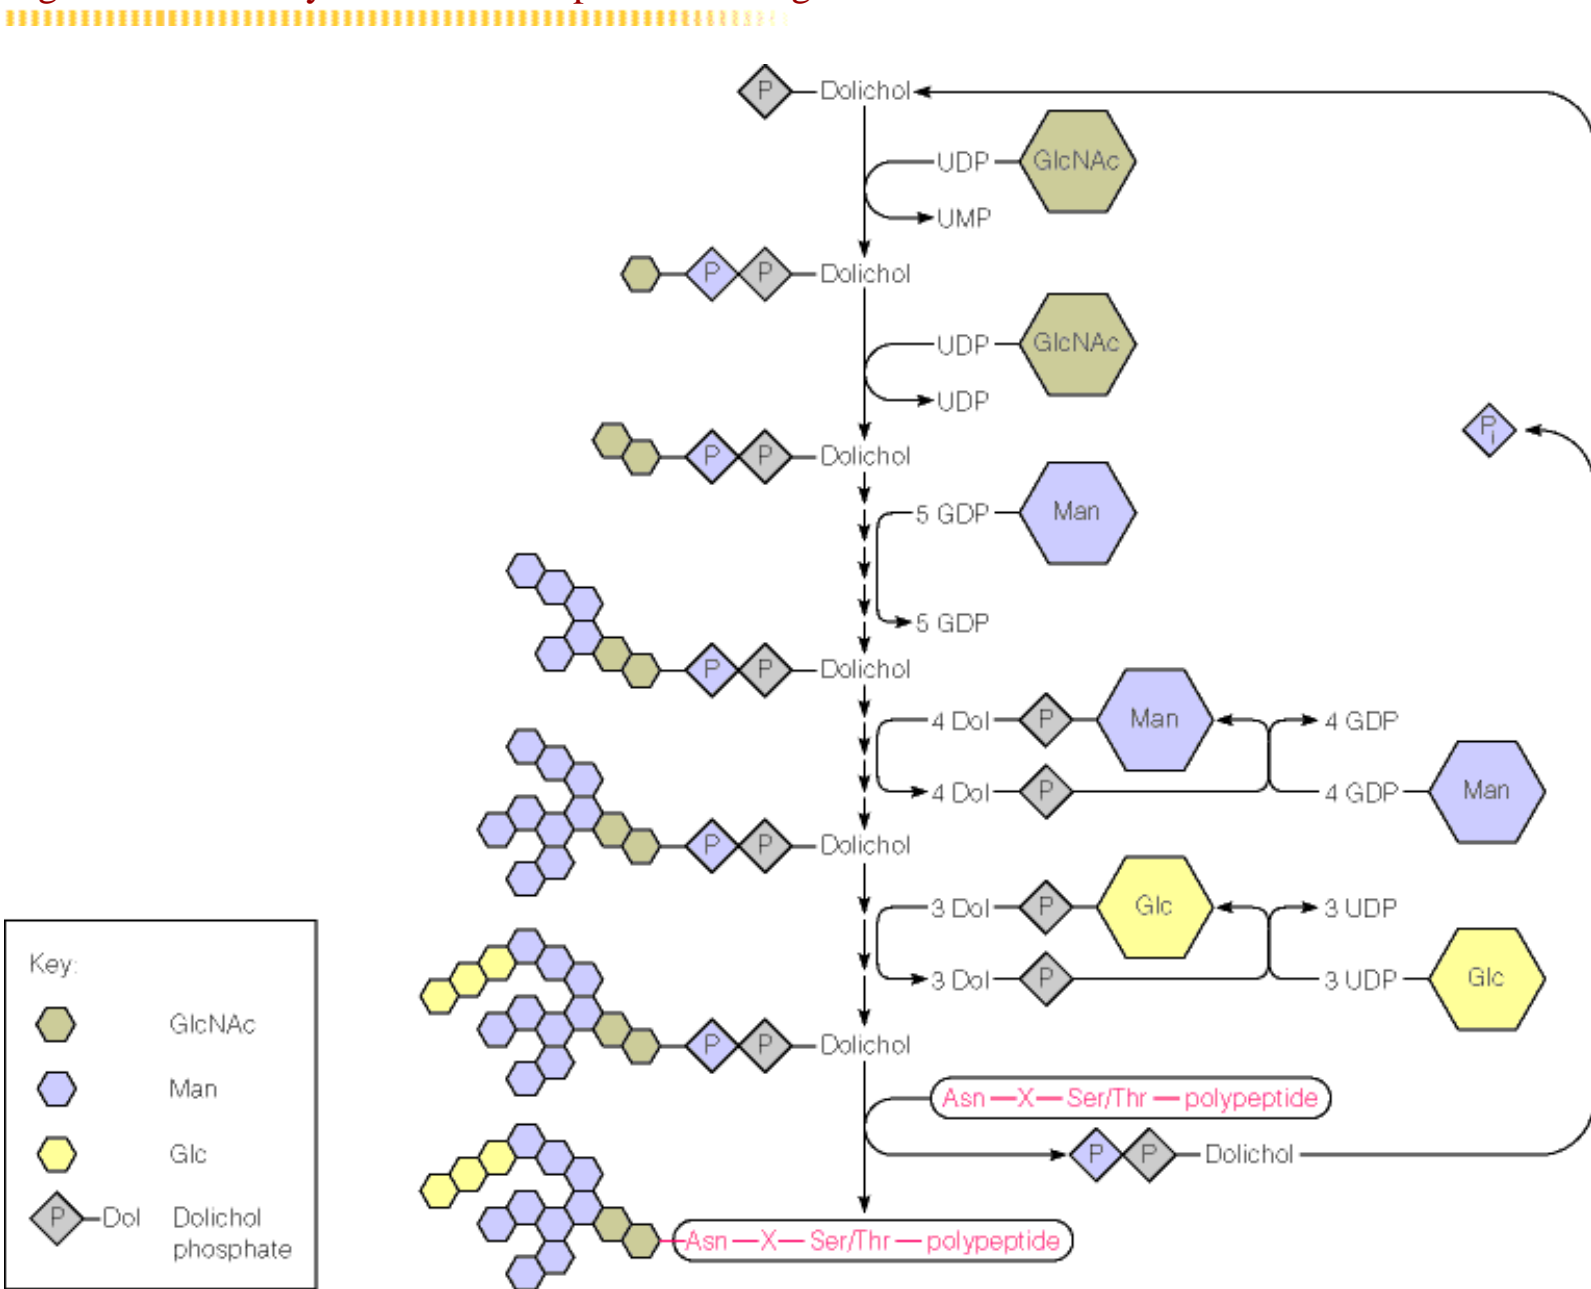 P Dolichol
UDP GlcNAc
UMP
P P Dolichol
UDP GlcNAc
UDP
P P Dolichol
Pi
5 GDP Man
5 GDP
P P Dolichol
4 Dol P Man 4 GDP
4 Dol P 4 GDP Man
P P Dolichol
3 Dol P Glc 3 UDP
3 Dol P 3 UDP Glc
P P Dolichol
Asn — X — Ser/Thr — polypeptide
P P Dolichol
Asn — X — Ser/Thr — polypeptide
Key:
GlcNAc
Man
Glc
P Dol Dolichol
phosphate